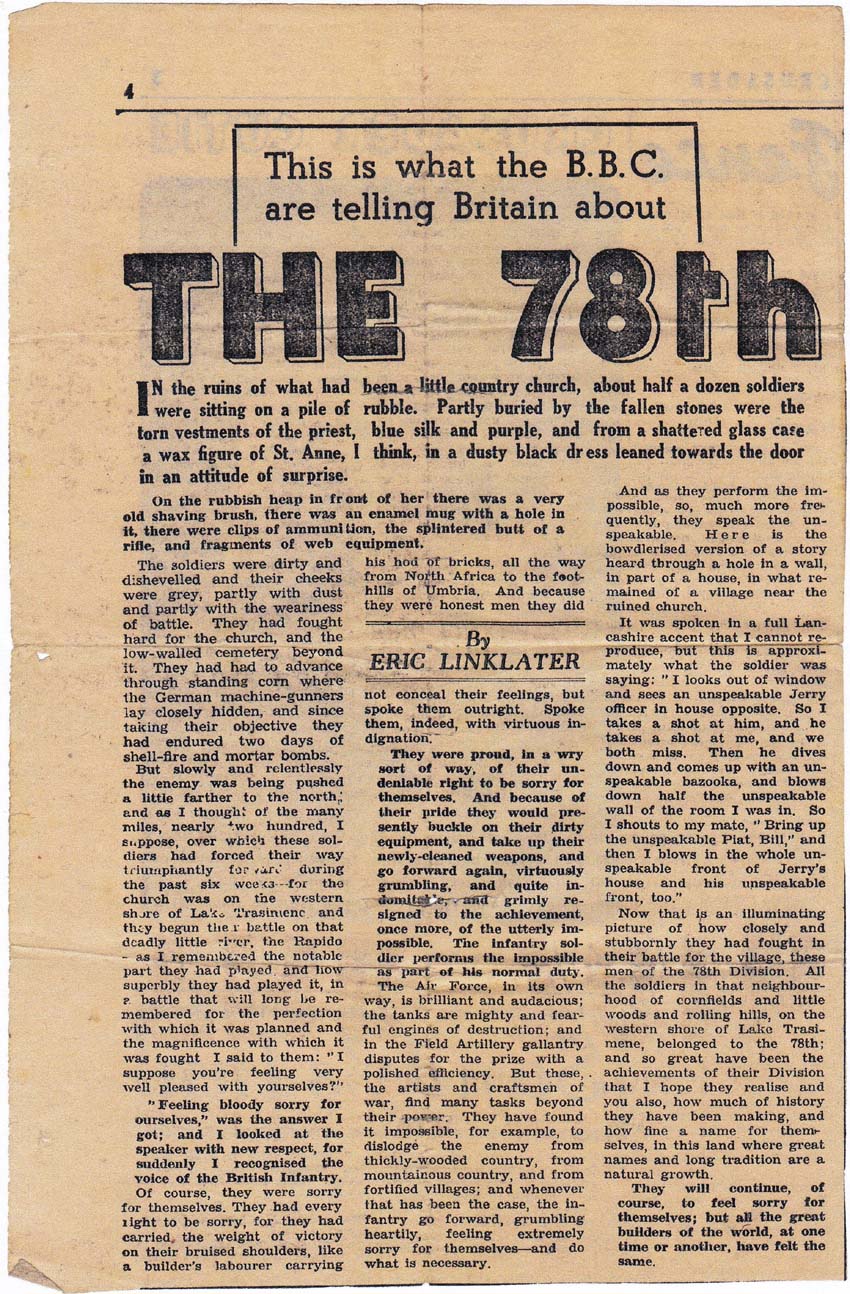 4
This is what the B.B.C.
are telling Britain about
THE 78th
IN the ruins of what had been a little country church, about half a dozen soldiers
were sitting on a pile of rubble. Partly buried by the fallen stones were the
torn vestments of the priest, blue silk and purple, and from a shattered glass case
a wax figure of St. Anne, I think, in a dusty black dress leaned towards the door
in an attitude of surprise.
On the rubbish heap in front of her there was a very
old shaving brush, there was an enamel mug with a hole in
it, there were clips of ammunition, the splintered butt of a
rifle, and fragments of web equipment.
The soldiers were dirty and
dishevelled and their cheeks
were grey, partly with dust
and partly with the weariness
of battle. They had fought
hard for the church, and the
low-walled cemetery beyond
it. They had had to advance
through standing corn where
the German machine-gunners
lay closely hidden, and since
taking their objective they
had endured two days of
shell-fire and mortar bombs.
But slowly and relentlessly
the enemy was being pushed
a little farther to the north;
and as I thought of the many
miles, nearly two hundred, I
suppose, over which these sol-
diers had forced their way
triumphantly forward during
the past six weeks—for the
church was on the western
shore of Lake Trasimene and
they begun their battle on that
deadly little river, the Rapido
- as I remembered the notable
part they had played and how
superbly they had played it, in
a battle that will long be re-
membered for the perfection
with which it was planned and
the magnificence with which it
was fought I said to them: "I
suppose you're feeling very
well pleased with yourselves?"
"Feeling bloody sorry for
ourselves," was the answer I
got; and I looked at the
speaker with new respect, for
suddenly I recognised the
voice of the British Infantry.
Of course, they were sorry
for themselves. They had every
right to be sorry, for they had
carried the weight of victory
on their bruised shoulders, like
a builder's labourer carrying
his hod of bricks, all the way
from North Africa to the foot-
hills of Umbria. And because
they were honest men they did
By
ERIC LINKLATER
not conceal their feelings, but
spoke them outright. Spoke
them, indeed, with virtuous in-
dignation.
They were proud, in a wry
sort of way, of their un-
deniable right to be sorry for
themselves. And because of
their pride they would pre-
sently buckle on their dirty
equipment, and take up their
newly-cleaned weapons, and
go forward again, virtuously
grumbling, and quite in-
domitable, and grimly re-
signed to the achievement,
once more, of the utterly im-
possible. The infantry sol-
dier performs the impossible
as part of his normal duty.
The Air Force, in its own
way, is brilliant and audacious;
the tanks are mighty and fear-
ful engines of destruction; and
in the Field Artillery gallantry
disputes for the prize with a
polished efficiency. But these,
the artists and craftsmen of
war, find many tasks beyond
their power. They have found
it impossible, for example, to
dislodge the enemy from
thickly-wooded country, from
mountainous country, and from
fortified villages; and whenever
that has been the case, the in-
fantry go forward, grumbling
heartily, feeling extremely
sorry for themselves—and do
what is necessary.
And as they perform the im-
possible, so, much more fre-
quently, they speak the un-
speakable. Here is the
bowdlerised version of a story
heard through a hole in a wall,
in part of a house, in what re-
mained of a village near the
ruined church.
It was spoken in a full Lan-
cashire accent that I cannot re-
produce, but this is approxi-
mately what the soldier was
saying: "I looks out of window
and sees an unspeakable Jerry
officer in house opposite. So I
takes a shot at him, and he
takes a shot at me, and we
both miss. Then he dives
down and comes up with an un-
speakable bazooka, and blows
down half the unspeakable
wall of the room I was in. So
I shouts to my mate, "Bring up
the unspeakable Piat, Bill," and
then I blows in the whole un-
speakable front of Jerry's
house and his unspeakable
front, too."
Now that is an illuminating
picture of how closely and
stubbornly they had fought in
their battle for the village, these
men of the 78th Division. All
the soldiers in that neighbour-
hood of cornfields and little
woods and rolling hills, on the
western shore of Lake Trasi-
mene, belonged to the 78th;
and so great have been the
achievements of their Division
that I hope they realise and
you also, how much of history
they have been making, and
how fine a name for them-
selves, in this land where great
names and long tradition are a
natural growth.
They will continue, of
course, to feel sorry for
themselves; but all the great
builders of the world, at one
time or another, have felt the
same.